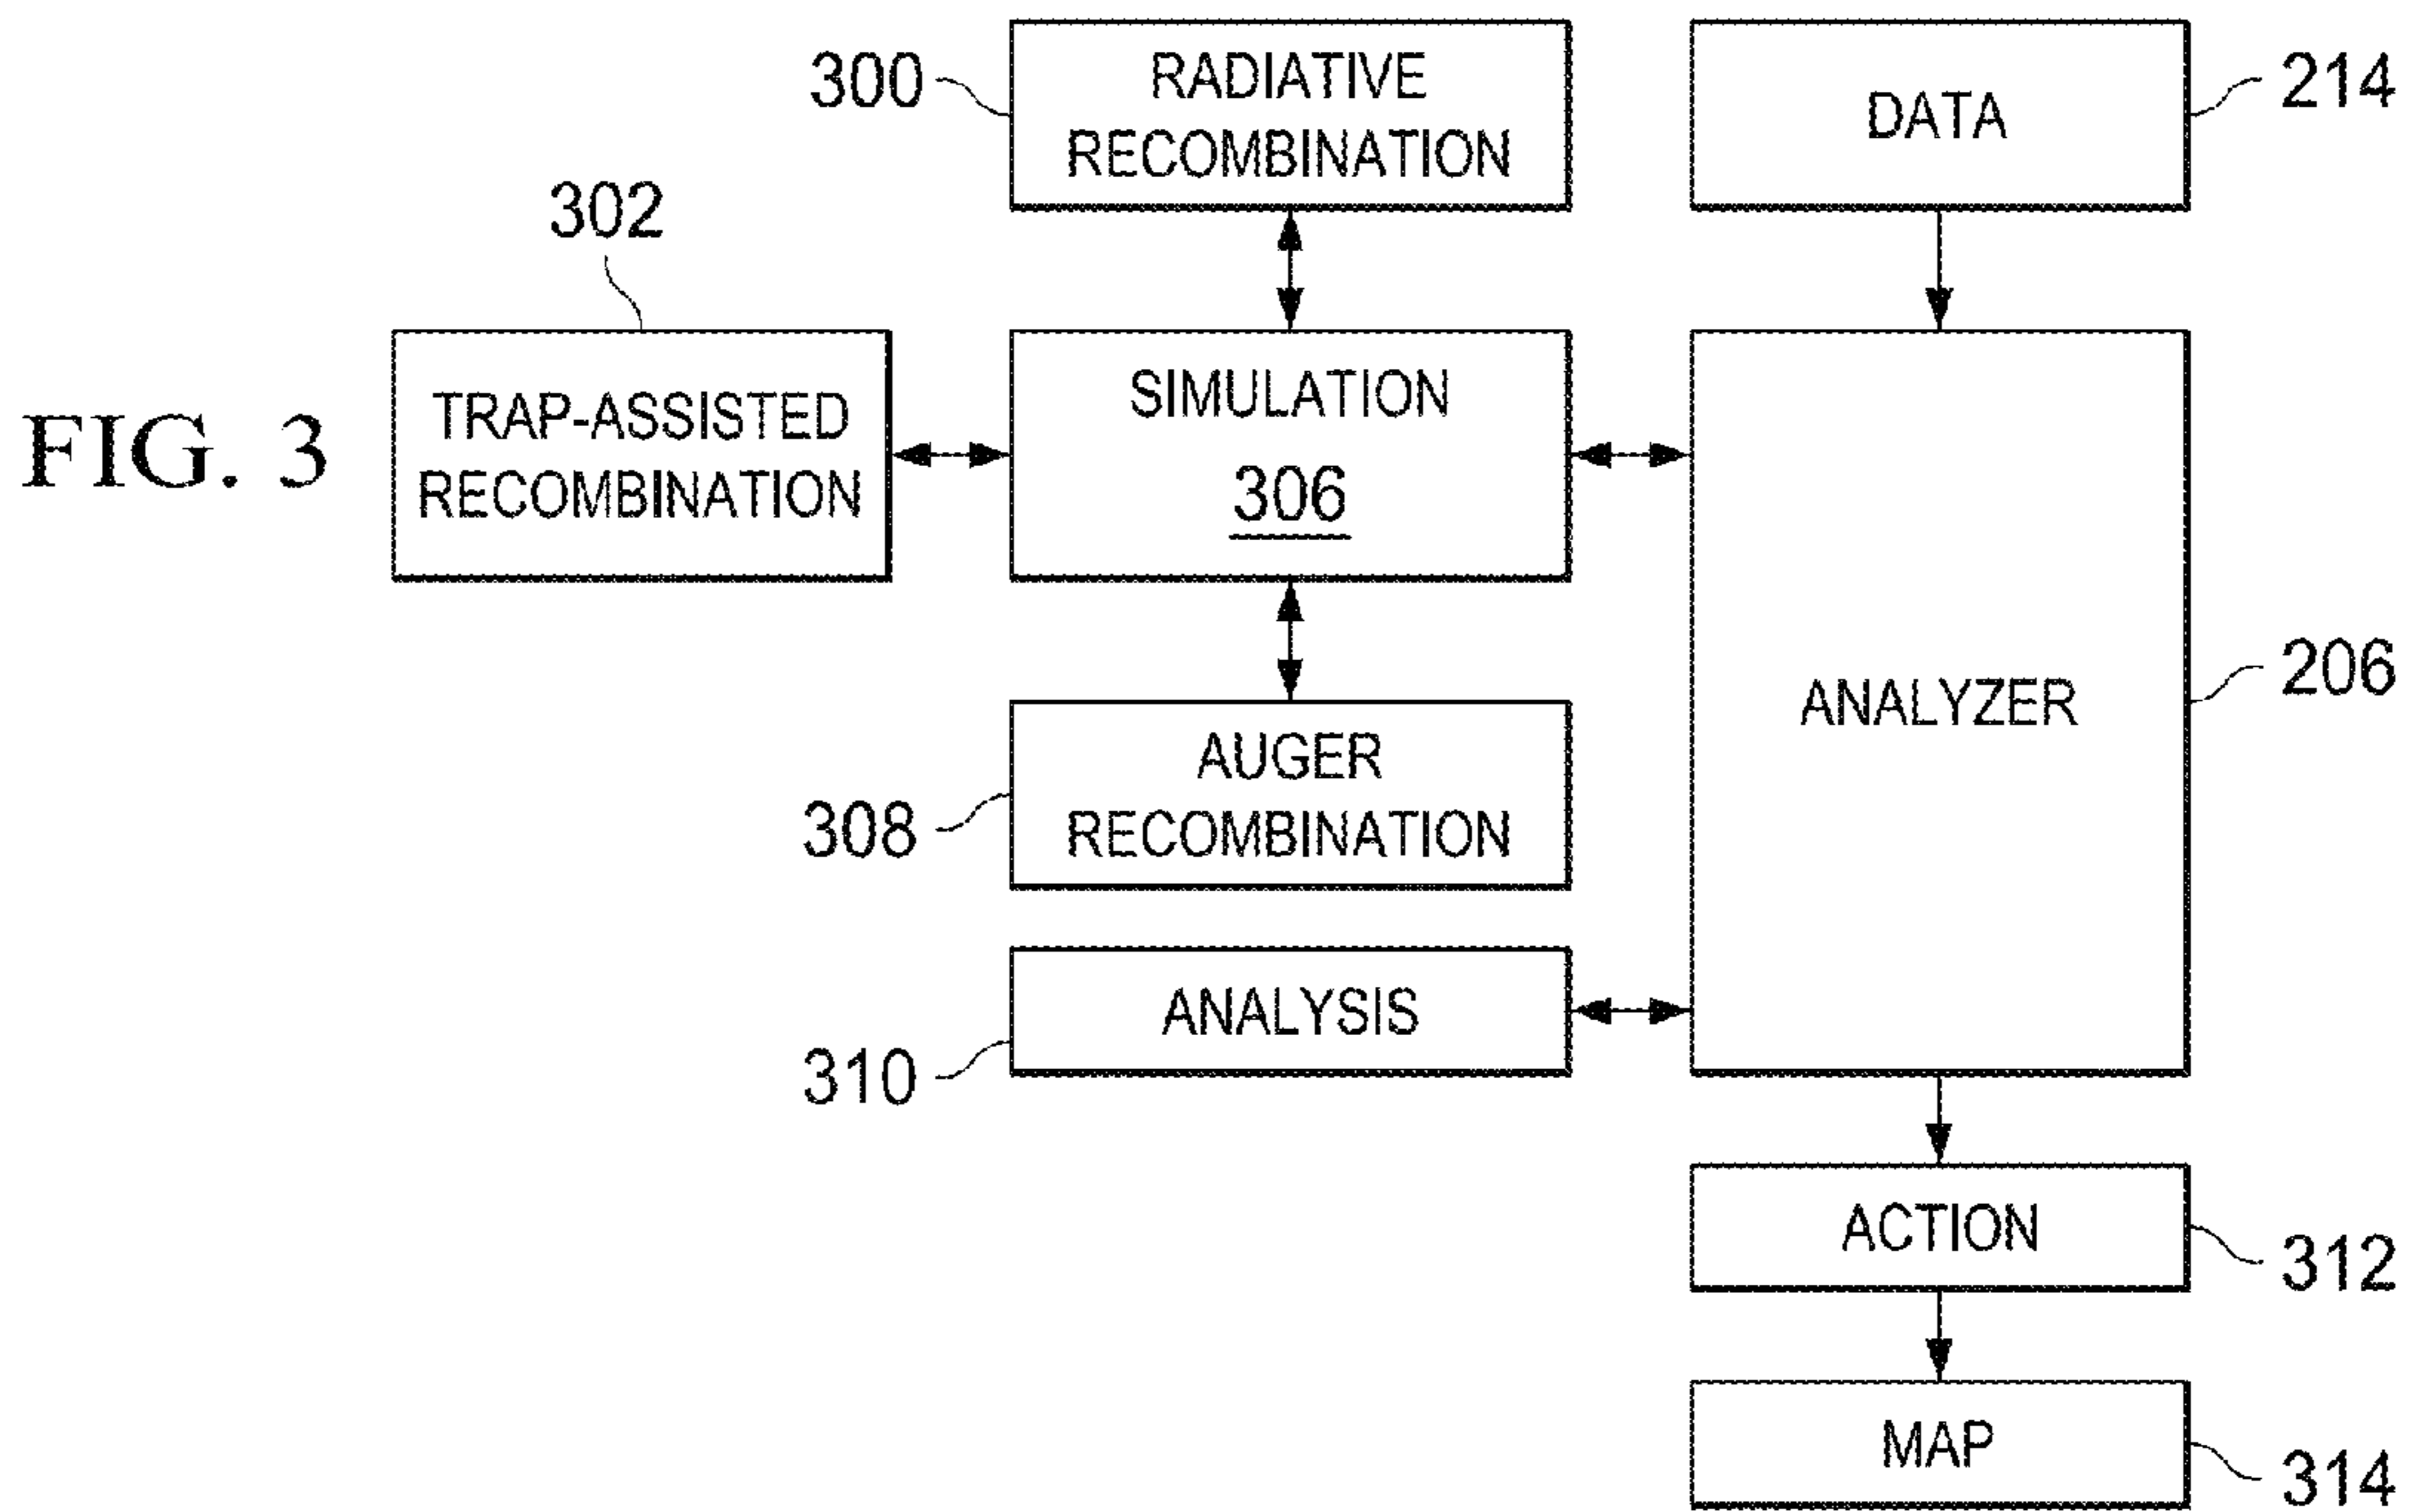 300
RADIATIVE
RECOMBINATION
DATA
214
302
FIG. 3
TRAP-ASSISTED
RECOMBINATION
SIMULATION
306
ANALYZER
206
308
AUGER
RECOMBINATION
310
ANALYSIS
ACTION
312
MAP
314